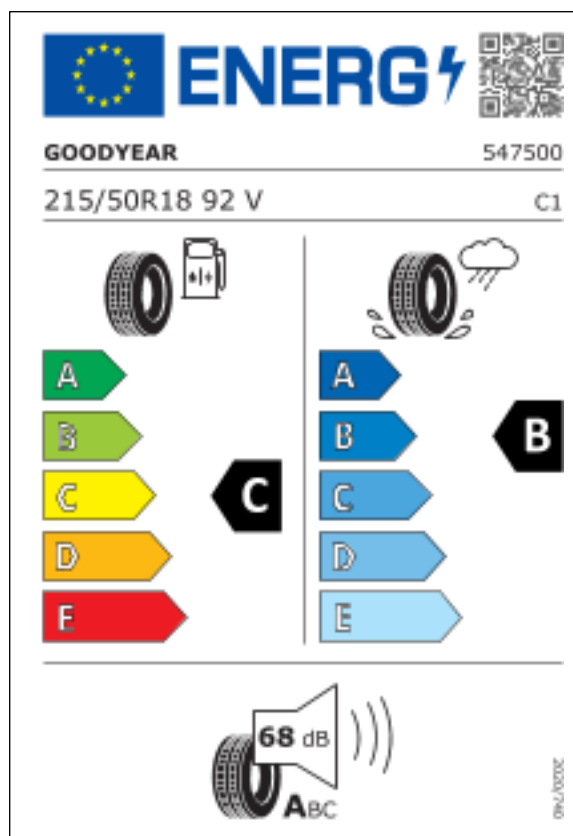 ENERG
GOODYEAR 547500
215/50R18 92 V C1
A A
B B B
C C C
D D
E E
68 dB
ABC
2020/740